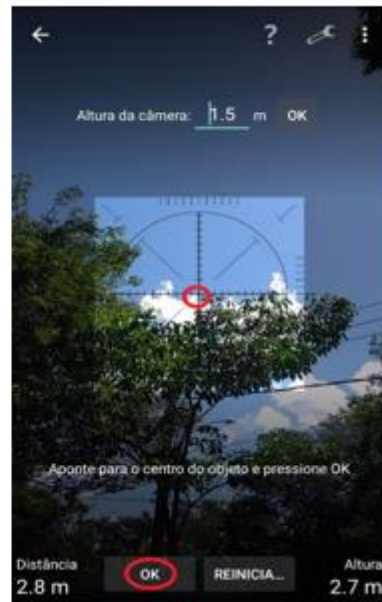 ?
Altura da câmera: 1.5 m OK
Aponte para o centro do objeto e pressione OK
Distância
2.8 m
OK
REINICIA...
Altura
2.7 m